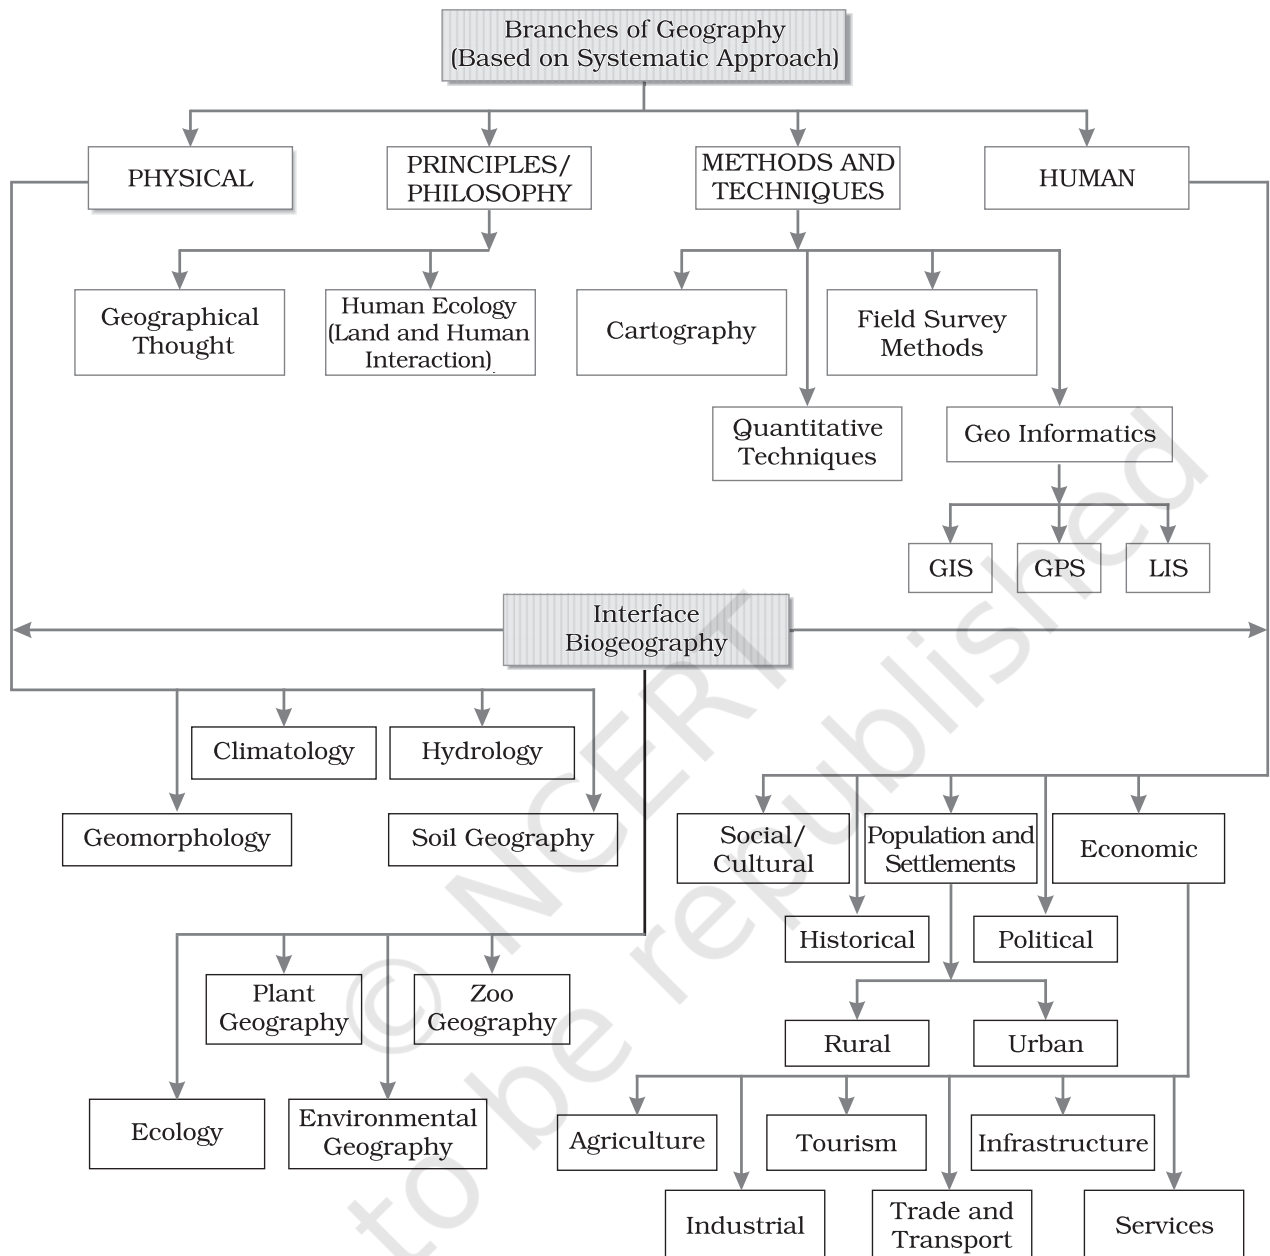 Branches of Geography
(Based on Systematic Approach)
PHYSICAL
PRINCIPLES/
PHILOSOPHY
METHODS AND
TECHNIQUES
HUMAN
Geographical
Thought
Human Ecology
(Land and Human
Interaction)
Cartography
Field Survey
Methods
Quantitative
Techniques
Geo Informatics
GIS
GPS
LIS
Interface
Biogeography
Climatology
Hydrology
Geomorphology
Soil Geography
Social/
Cultural
Population and
Settlements
Economic
Historical
Political
Plant
Geography
Zoo
Geography
Rural
Urban
Ecology
Environmental
Geography
Agriculture
Tourism
Infrastructure
Industrial
Trade and
Transport
Services
© NCERT
to be republished